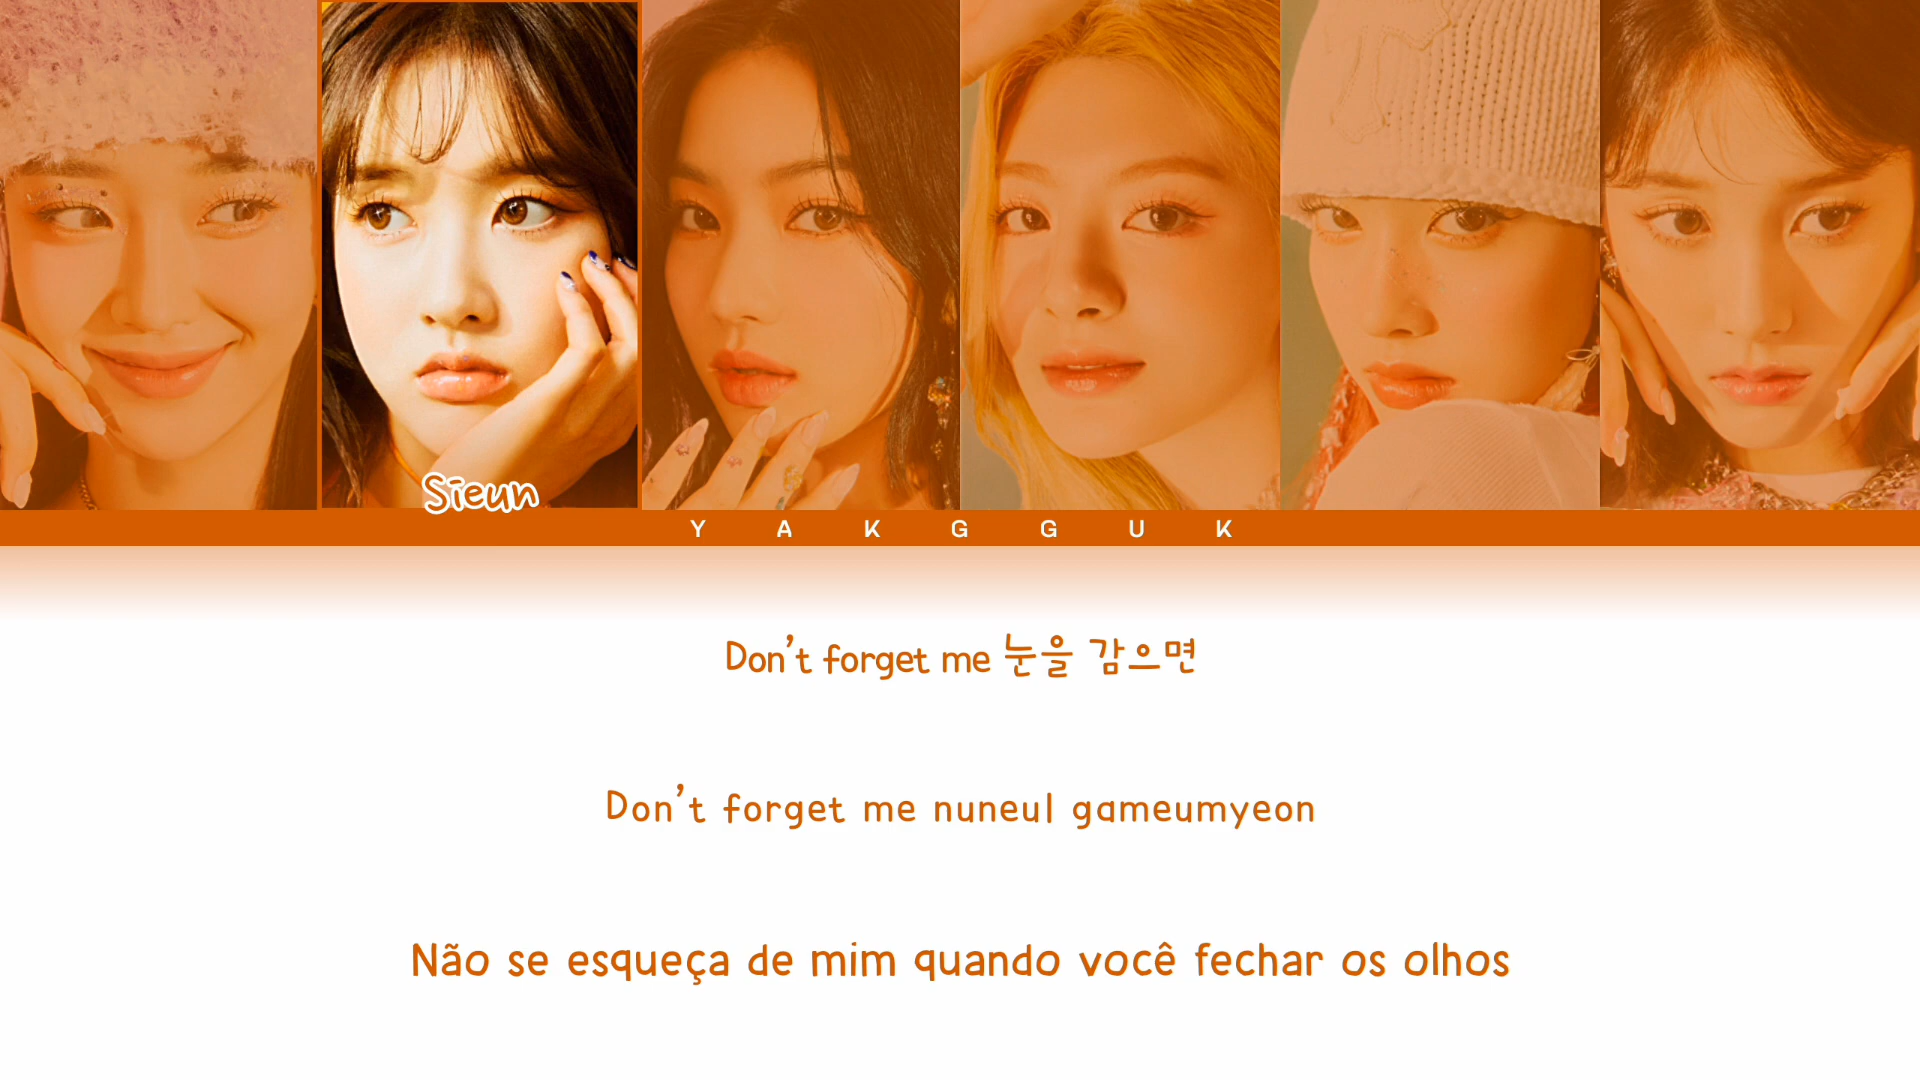 Sieun
YAKGGUK
Don't forget me 눈을 감으면
Don't forget me nuneul gameumyeon
Não se esqueça de mim quando você fechar os olhos